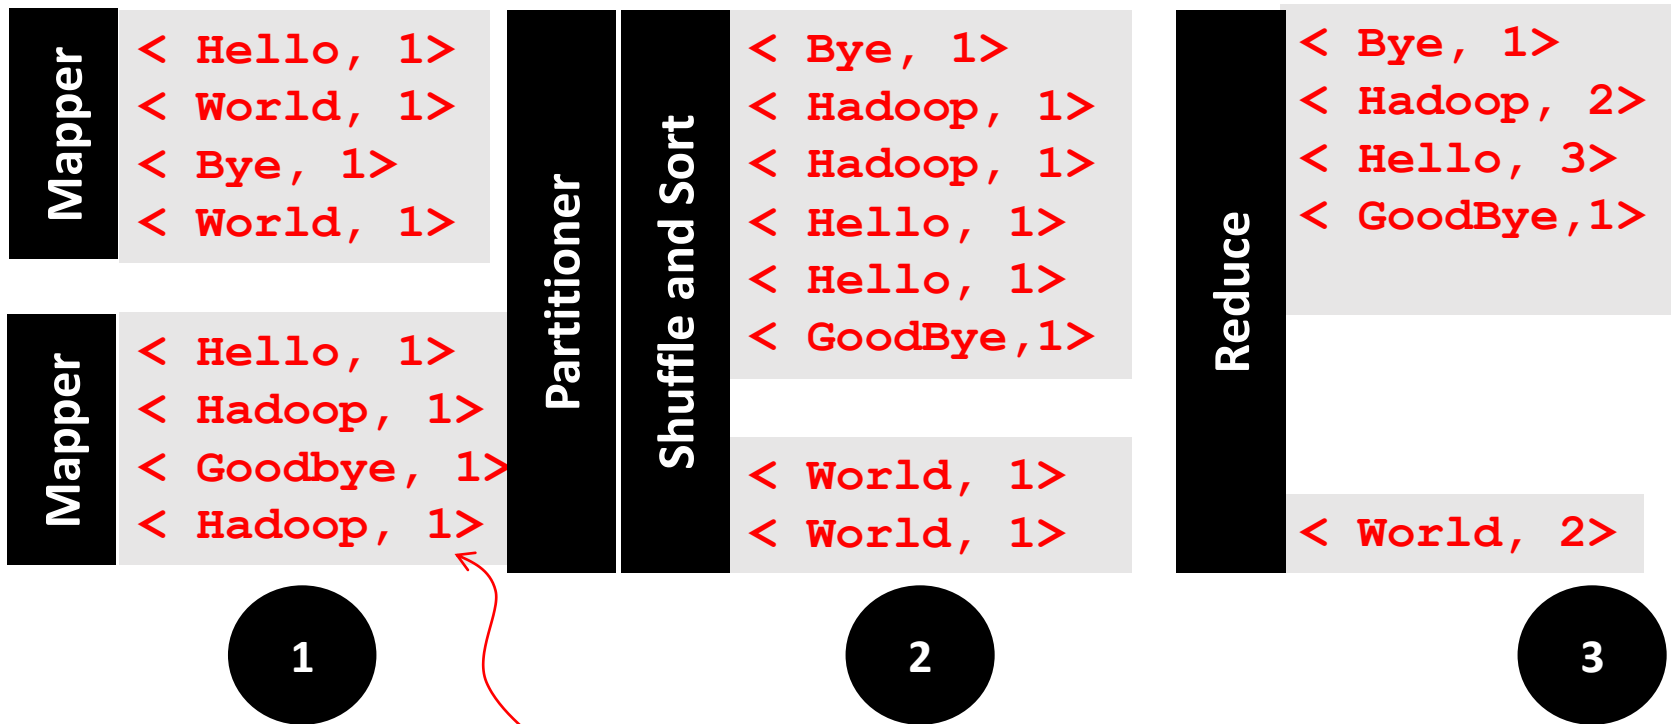 Mapper
< Hello, 1>
< World, 1>
< Bye, 1>
< World, 1>
Mapper
< Hello, 1>
< Hadoop, 1>
< Goodbye, 1>
< Hadoop, 1>
1
Partitioner
Shuffle and Sort
< Bye, 1>
< Hadoop, 1>
< Hadoop, 1>
< Hello, 1>
< Hello, 1>
< GoodBye,1>
< World, 1>
< World, 1>
2
Reduce
< Bye, 1>
< Hadoop, 2>
< Hello, 3>
< GoodBye,1>
< World, 2>
3